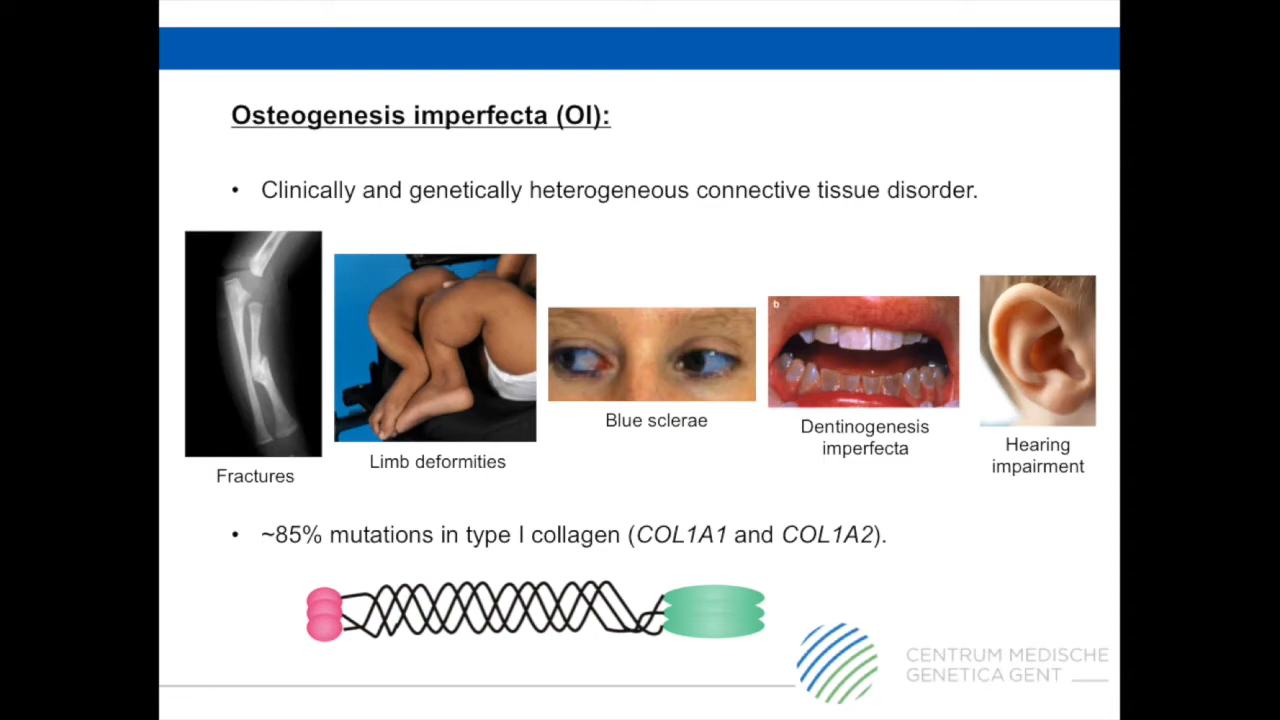 Osteogenesis imperfecta (OI):
• Clinically and genetically heterogeneous connective tissue disorder.
b
Fractures
Limb deformities
Blue sclerae
Dentinogenesis
imperfecta
Hearing
impairment
• ~85% mutations in type I collagen (COL1A1 and COL1A2).
CENTRUM MEDISCHE
GENETICA GENT